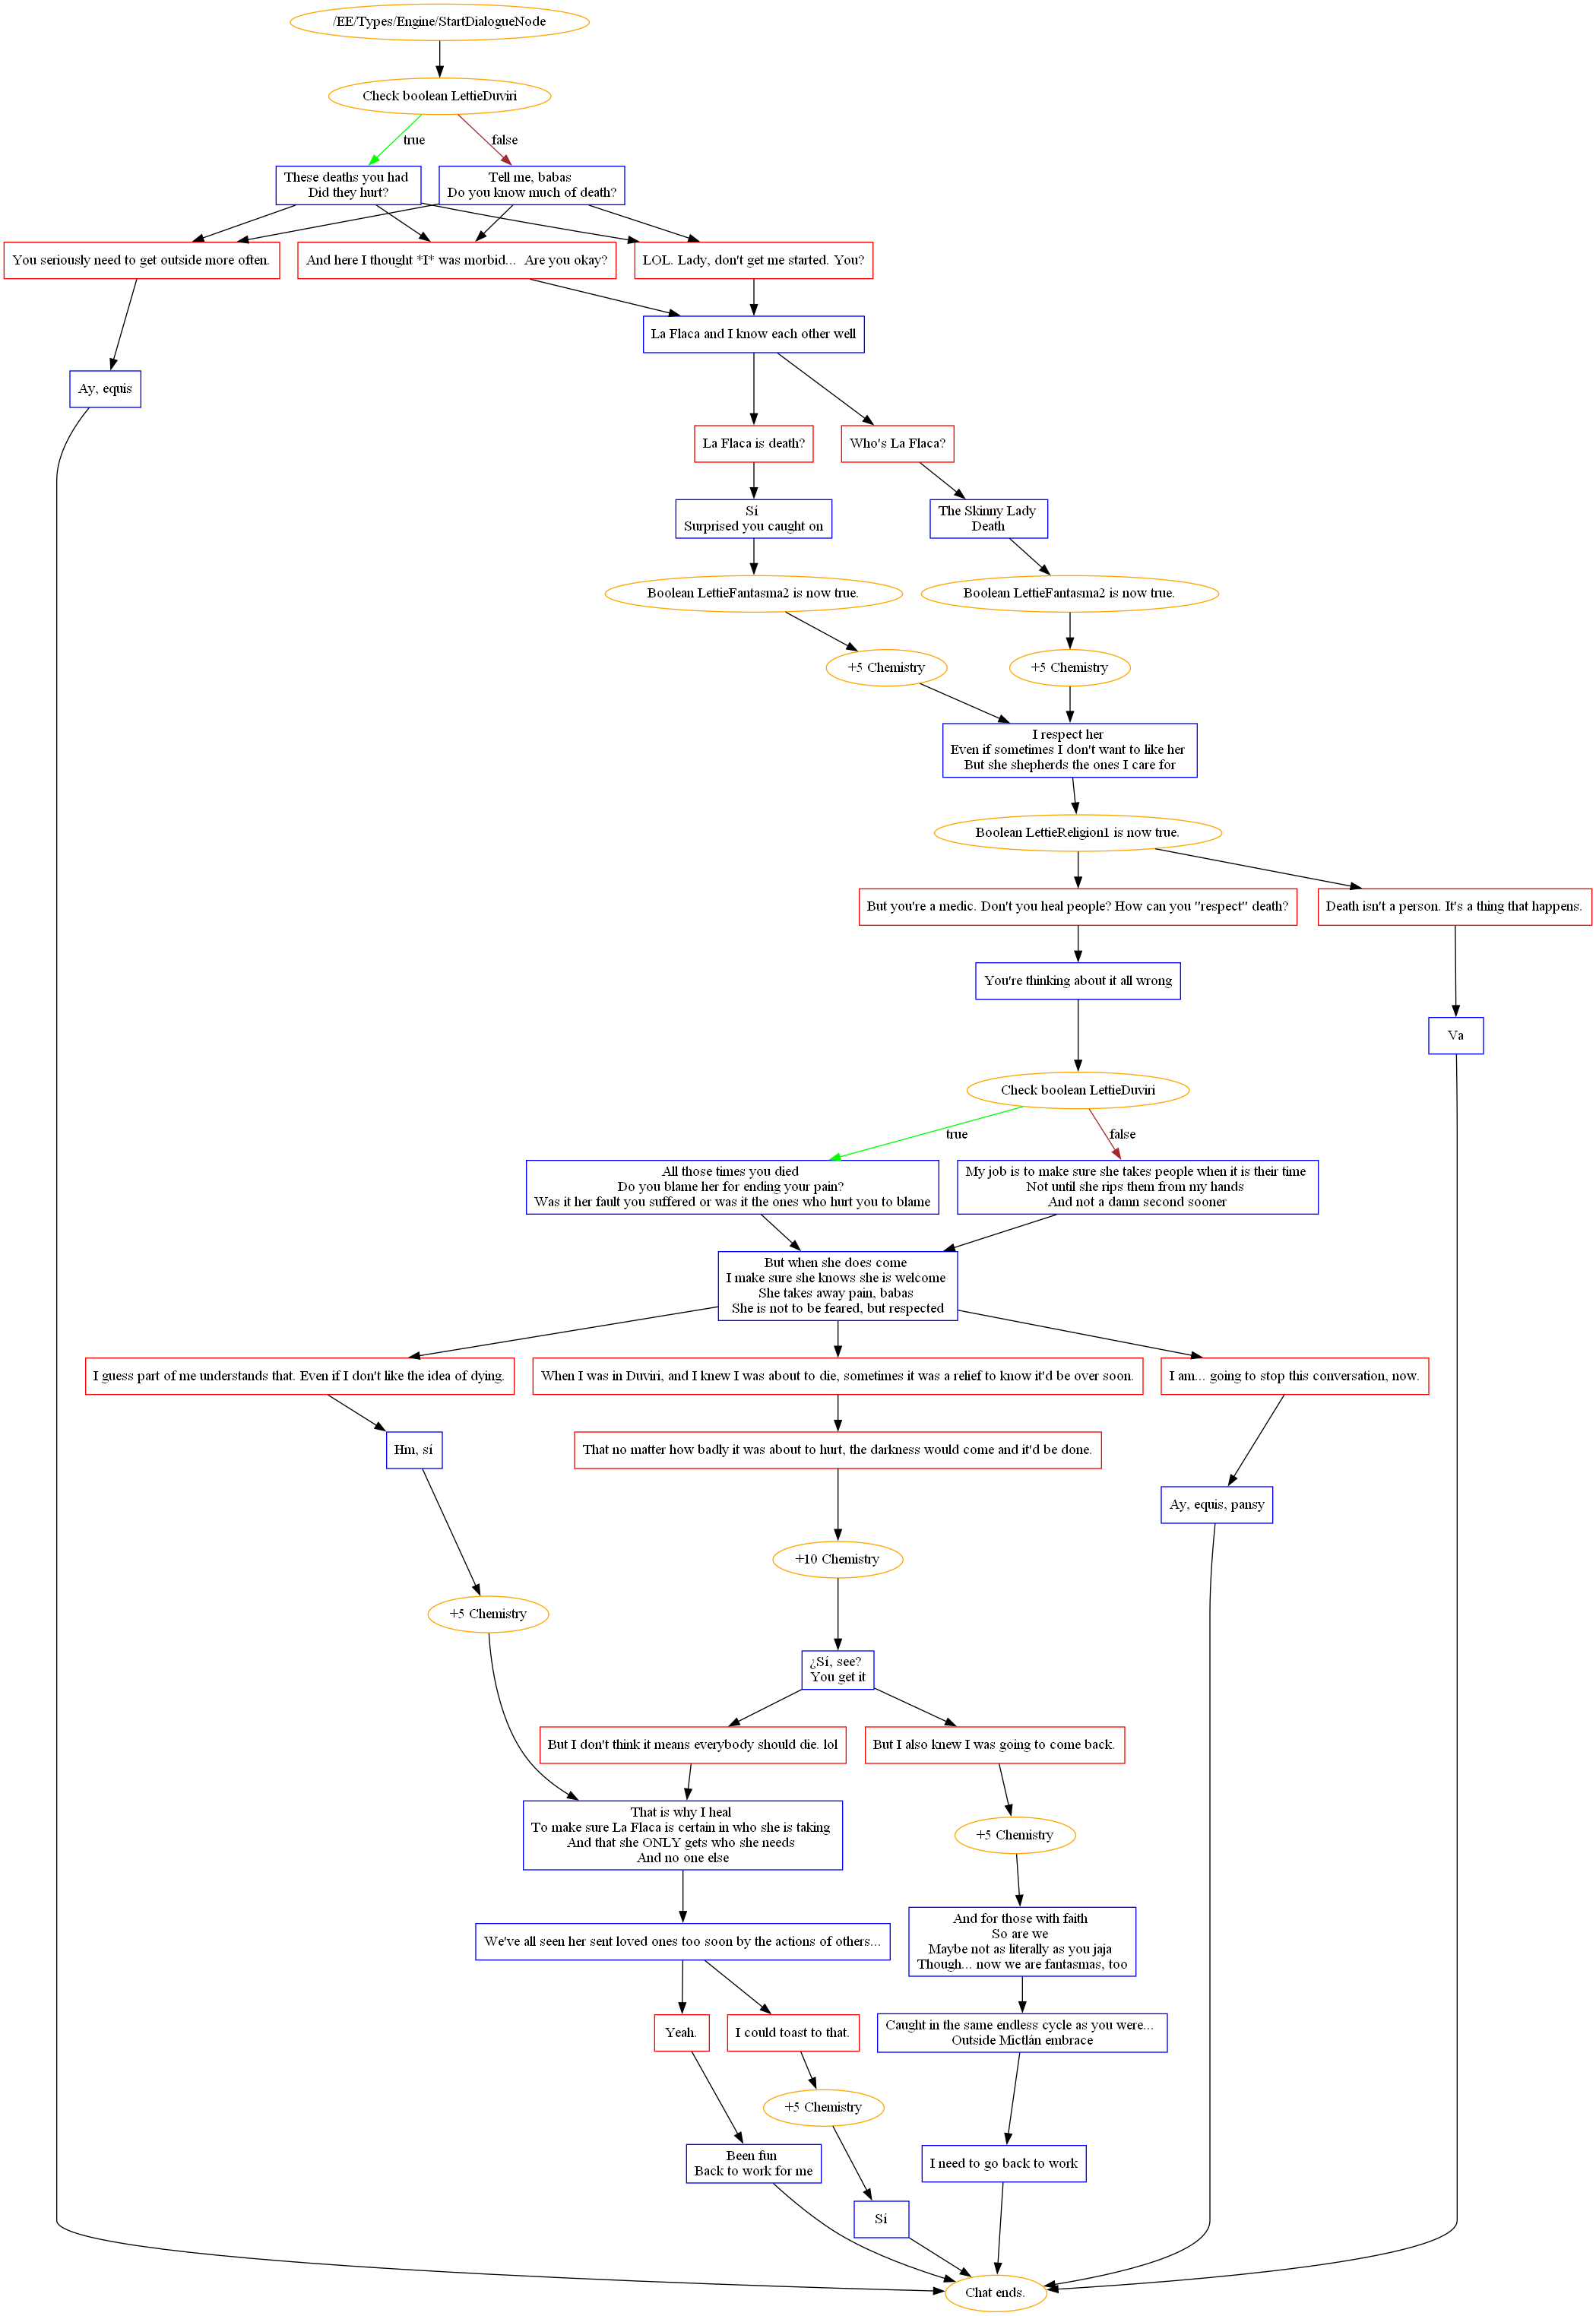 /EE/Types/Engine/StartDialogueNode
Check boolean LettieDuviri
true
false
These deaths you had
Did they hurt?
Tell me, babas
Do you know much of death?
You seriously need to get outside more often.
And here I thought *I* was morbid... Are you okay?
LOL. Lady, don't get me started. You?
La Flaca and I know each other well
Ay, equis
La Flaca is death?
Who's La Flaca?
Sí
Surprised you caught on
The Skinny Lady
Death
Boolean LettieFantasma2 is now true.
Boolean LettieFantasma2 is now true.
+5 Chemistry
+5 Chemistry
I respect her
Even if sometimes I don't want to like her
But she shepherds the ones I care for
Boolean LettieReligion1 is now true.
But you're a medic. Don't you heal people? How can you "respect" death?
Death isn't a person. It's a thing that happens.
You're thinking about it all wrong
Va
Check boolean LettieDuviri
true
false
All those times you died
Do you blame her for ending your pain?
Was it her fault you suffered or was it the ones who hurt you to blame
My job is to make sure she takes people when it is their time
Not until she rips them from my hands
And not a damn second sooner
But when she does come
I make sure she knows she is welcome
She takes away pain, babas
She is not to be feared, but respected
I guess part of me understands that. Even if I don't like the idea of dying.
When I was in Duviri, and I knew I was about to die, sometimes it was a relief to know it'd be over soon.
I am... going to stop this conversation, now.
Hm, sí
That no matter how badly it was about to hurt, the darkness would come and it'd be done.
Ay, equis, pansy
+10 Chemistry
+5 Chemistry
¿Sí, see?
You get it
But I don't think it means everybody should die. lol
But I also knew I was going to come back.
That is why I heal
To make sure La Flaca is certain in who she is taking
And that she ONLY gets who she needs
And no one else
+5 Chemistry
And for those with faith
So are we
Maybe not as literally as you jaja
Though... now we are fantasmas, too
We've all seen her sent loved ones too soon by the actions of others...
Yeah.
I could toast to that.
Caught in the same endless cycle as you were...
Outside Mictlán embrace
+5 Chemistry
Been fun
Back to work for me
I need to go back to work
Sí
Chat ends.